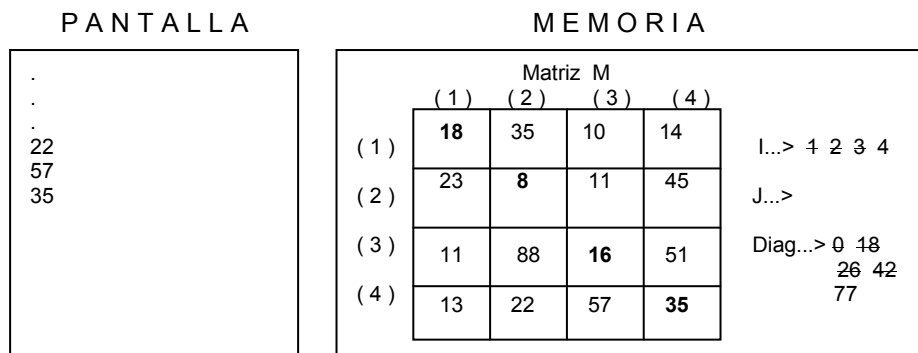 P A N T A L L A
.
.
.
22
57
35
M E M O R I A
Matriz M
( 1 ) ( 2 ) ( 3 ) ( 4 )
( 1 ) 18 35 10 14
( 2 ) 23 8 11 45
( 3 ) 11 88 16 51
( 4 ) 13 22 57 35
I...> 1 2 3 4
J...>
Diag...> 0 18
26 42
77